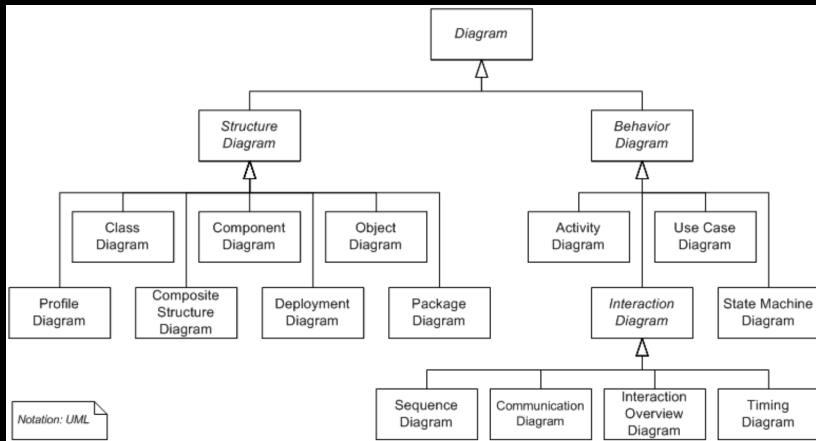 Diagram
Structure
Diagram
Behavior
Diagram
Class
Diagram
Component
Diagram
Object
Diagram
Activity
Diagram
Use Case
Diagram
Profile
Diagram
Composite
Structure
Diagram
Deployment
Diagram
Package
Diagram
Interaction
Diagram
State Machine
Diagram
Sequence
Diagram
Communication
Diagram
Interaction
Overview
Diagram
Timing
Diagram
Notation: UML